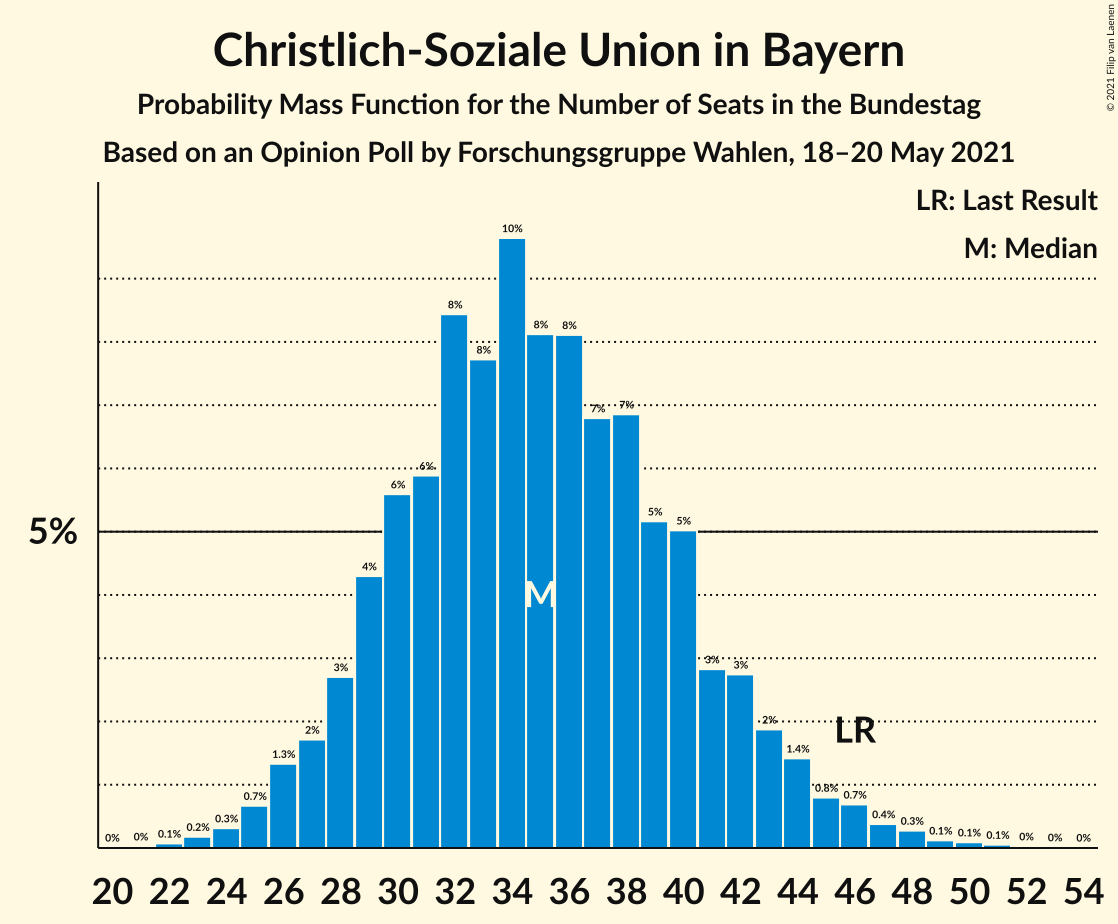 © 2021 Filip van Laenen
Christlich-Soziale Union in Bayern
Probability Mass Function for the Number of Seats in the Bundestag
Based on an Opinion Poll by Forschungsgruppe Wahlen, 18–20 May 2021
LR: Last Result
M: Median
5%
0% 0% 0.1% 0.2% 0.3% 0.7% 1.3% 2% 3% 4% 6% 6% 8% 8% 10% 8% 8% 7% 7% 5% 5% 3% 3% 2% 1.4% 0.8% 0.7% 0.4% 0.3% 0.1% 0.1% 0.1% 0% 0% 0%
M
LR
20 22 24 26 28 30 32 34 36 38 40 42 44 46 48 50 52 54